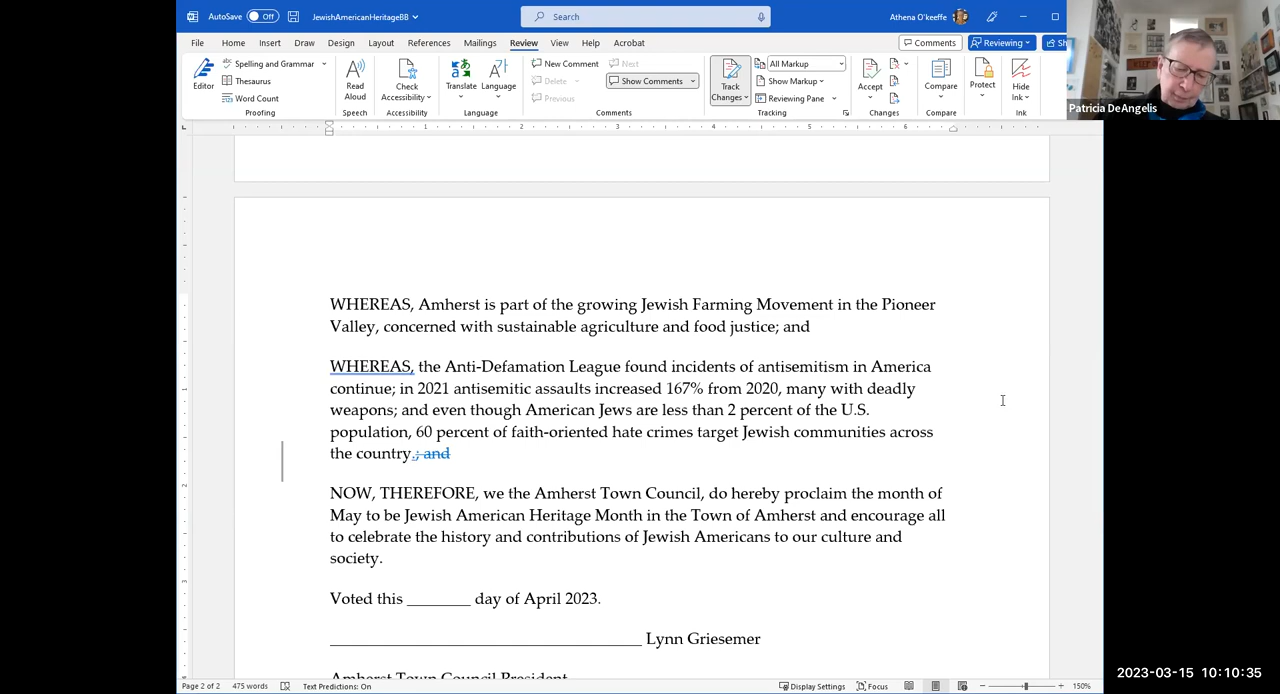 AutoSave Off JewishAmericanHeritageBB Search Athena O'keeffe
File Home Insert Draw Design Layout References Mailings Review View Help Acrobat Comments Reviewing Sh
Editor
Spelling and Grammar
Thesaurus
Word Count
Proofing
Read Aloud
Speech
Check Accessibility
Accessibility
Translate Language
Language
New Comment
Delete
Previous
Next
Show Comments
Comments
Track Changes
All Markup
Show Markup
Reviewing Pane
Tracking
Accept
Changes
Compare
Compare
Protect
Hide Ink
Ink
Patricia DeAngelis
1 2 3 4 5 6
WHEREAS, Amherst is part of the growing Jewish Farming Movement in the Pioneer
Valley, concerned with sustainable agriculture and food justice; and
WHEREAS, the Anti-Defamation League found incidents of antisemitism in America
continue; in 2021 antisemitic assaults increased 167% from 2020, many with deadly
weapons; and even though American Jews are less than 2 percent of the U.S.
population, 60 percent of faith-oriented hate crimes target Jewish communities across
the country.; and
NOW, THEREFORE, we the Amherst Town Council, do hereby proclaim the month of
May to be Jewish American Heritage Month in the Town of Amherst and encourage all
to celebrate the history and contributions of Jewish Americans to our culture and
society.
Voted this ________ day of April 2023.
_______________________________________ Lynn Griesemer
Amherst Town Council President
Page 2 of 2 475 words Text Predictions: On Display Settings Focus 150%
2023-03-15 10:10:35